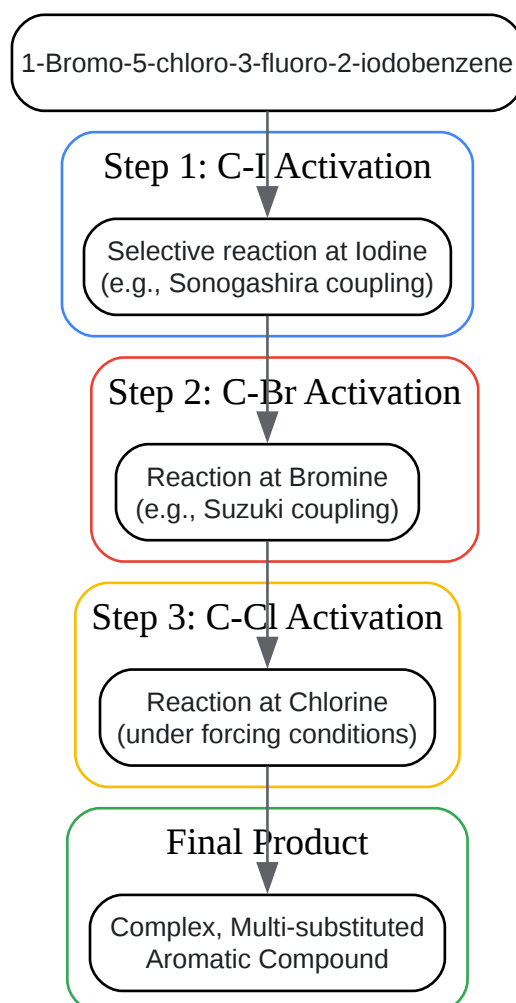 1-Bromo-5-chloro-3-fluoro-2-iodobenzene
Step 1: C-I Activation
Selective reaction at Iodine
(e.g., Sonogashira coupling)
Step 2: C-Br Activation
Reaction at Bromine
(e.g., Suzuki coupling)
Step 3: C-Cl Activation
Reaction at Chlorine
(under forcing conditions)
Final Product
Complex, Multi-substituted
Aromatic Compound